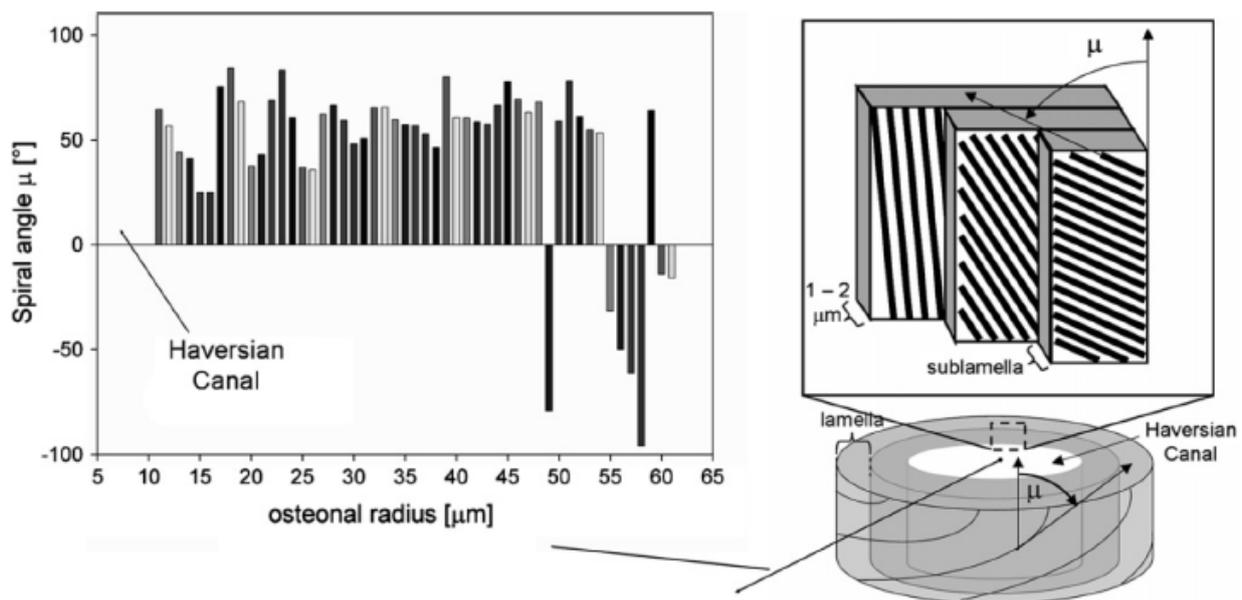 100
50
0
-50
-100
Spiral angle μ [°]
Haversian
Canal
5 10 15 20 25 30 35 40 45 50 55 60 65
osteonal radius [μm]
μ
1 – 2
μm
sublamella
lamella
Haversian
Canal
μ